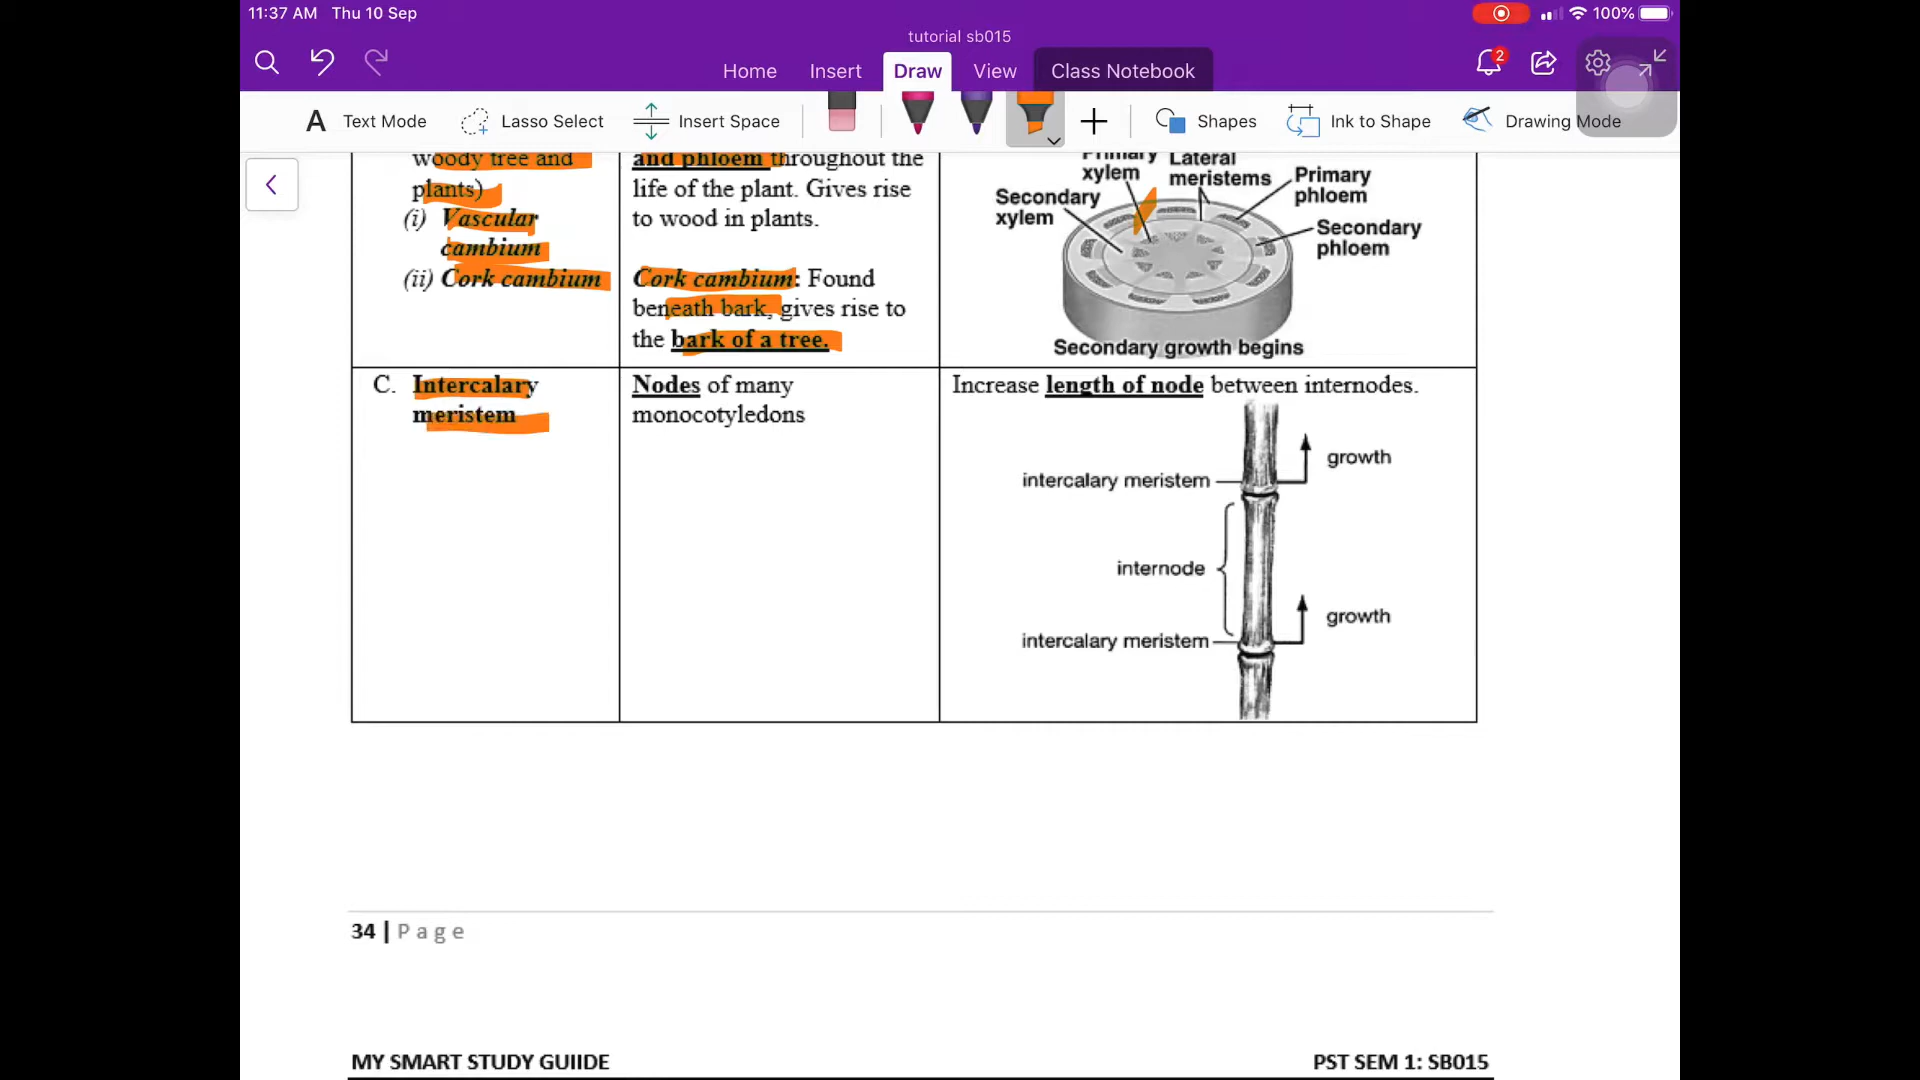 11:37 AM Thu 10 Sep
100%
tutorial sb015
2
Home Insert Draw View Class Notebook
A Text Mode Lasso Select Insert Space Shapes Ink to Shape Drawing Mode
woody tree and
plants)
(i) Vascular
cambium
(ii) Cork cambium
and phloem throughout the
life of the plant. Gives rise
to wood in plants.
Cork cambium: Found
beneath bark, gives rise to
the bark of a tree.
Primary
xylem
Lateral
meristems
Primary
phloem
Secondary
xylem
Secondary
phloem
Secondary growth begins
C. Intercalary
meristem
Nodes of many
monocotyledons
Increase length of node between internodes.
growth
intercalary meristem
internode
growth
intercalary meristem
34 | Page
MY SMART STUDY GUIIDE
PST SEM 1: SB015